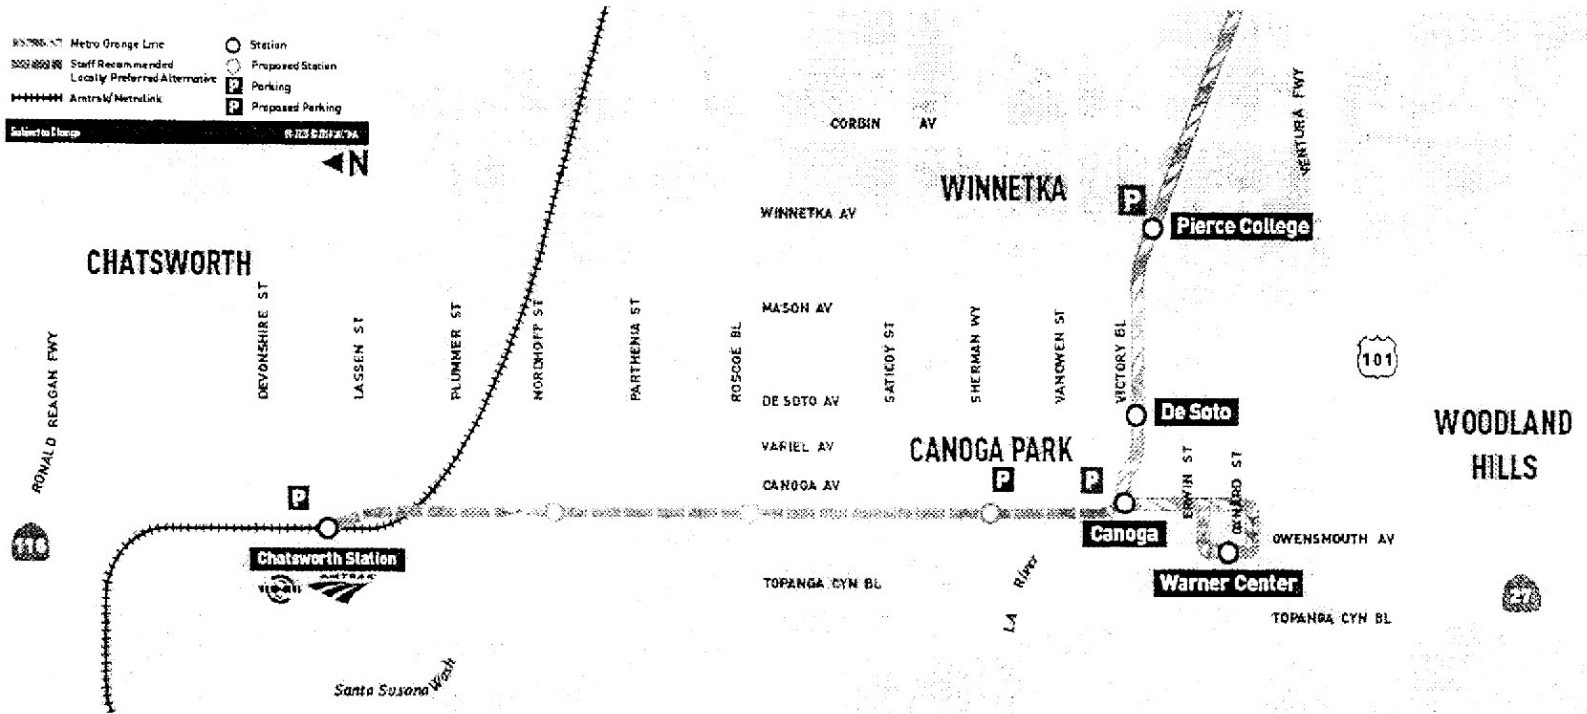 Metro Orange Line
Staff Recommended
Locally Preferred Alternative
Amtrak/Metrolink
Station
Proposed Station
P Parking
P Proposed Parking
Subject to Change
N
CHATSWORTH
WINNETKA
CANOGA PARK
WOODLAND
HILLS
CORBIN AV
WINNETKA AV
MASON AV
DE SOTO AV
VARIEL AV
CANOGA AV
TOPANGA CYN BL
OWENSMOUTH AV
TOPANGA CYN BL
RONALD REAGAN FWY
DEVONSHIRE ST
LASSEN ST
PLUMMER ST
NORDHOFF ST
PARTHENIA ST
ROSCOE BL
SATICOY ST
SHERMAN WY
VANOWEN ST
VICTORY BL
ERWIN ST
OXNARD ST
VENTURA FWY
P
Pierce College
De Soto
P
P
Canoga
Warner Center
P
Chatsworth Station
AMTRAK
118
101
27
LA River
Santa Susana Wash